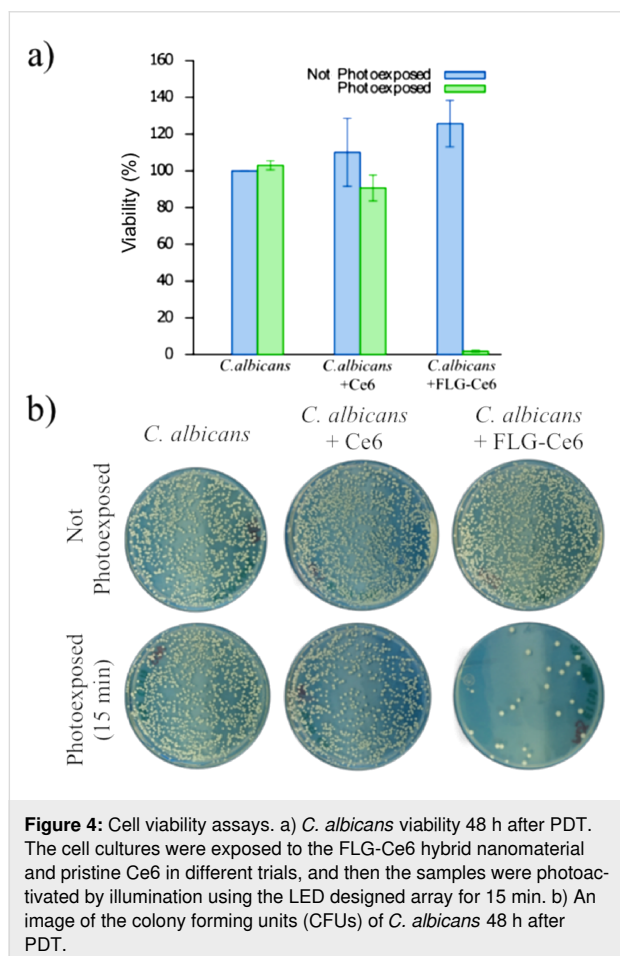 a)
160
140
120
100
80
60
40
20
0
Viability (%)
Not Photoexposed
Photoexposed
C.albicans
C.albicans
+Ce6
C.albicans
+FLG-Ce6
b)
C. albicans
C. albicans
+ Ce6
C. albicans
+ FLG-Ce6
Not
Photoexposed
Photoexposed
(15 min)
Figure 4: Cell viability assays. a) C. albicans viability 48 h after PDT.
The cell cultures were exposed to the FLG-Ce6 hybrid nanomaterial
and pristine Ce6 in different trials, and then the samples were photoac-
tivated by illumination using the LED designed array for 15 min. b) An
image of the colony forming units (CFUs) of C. albicans 48 h after
PDT.